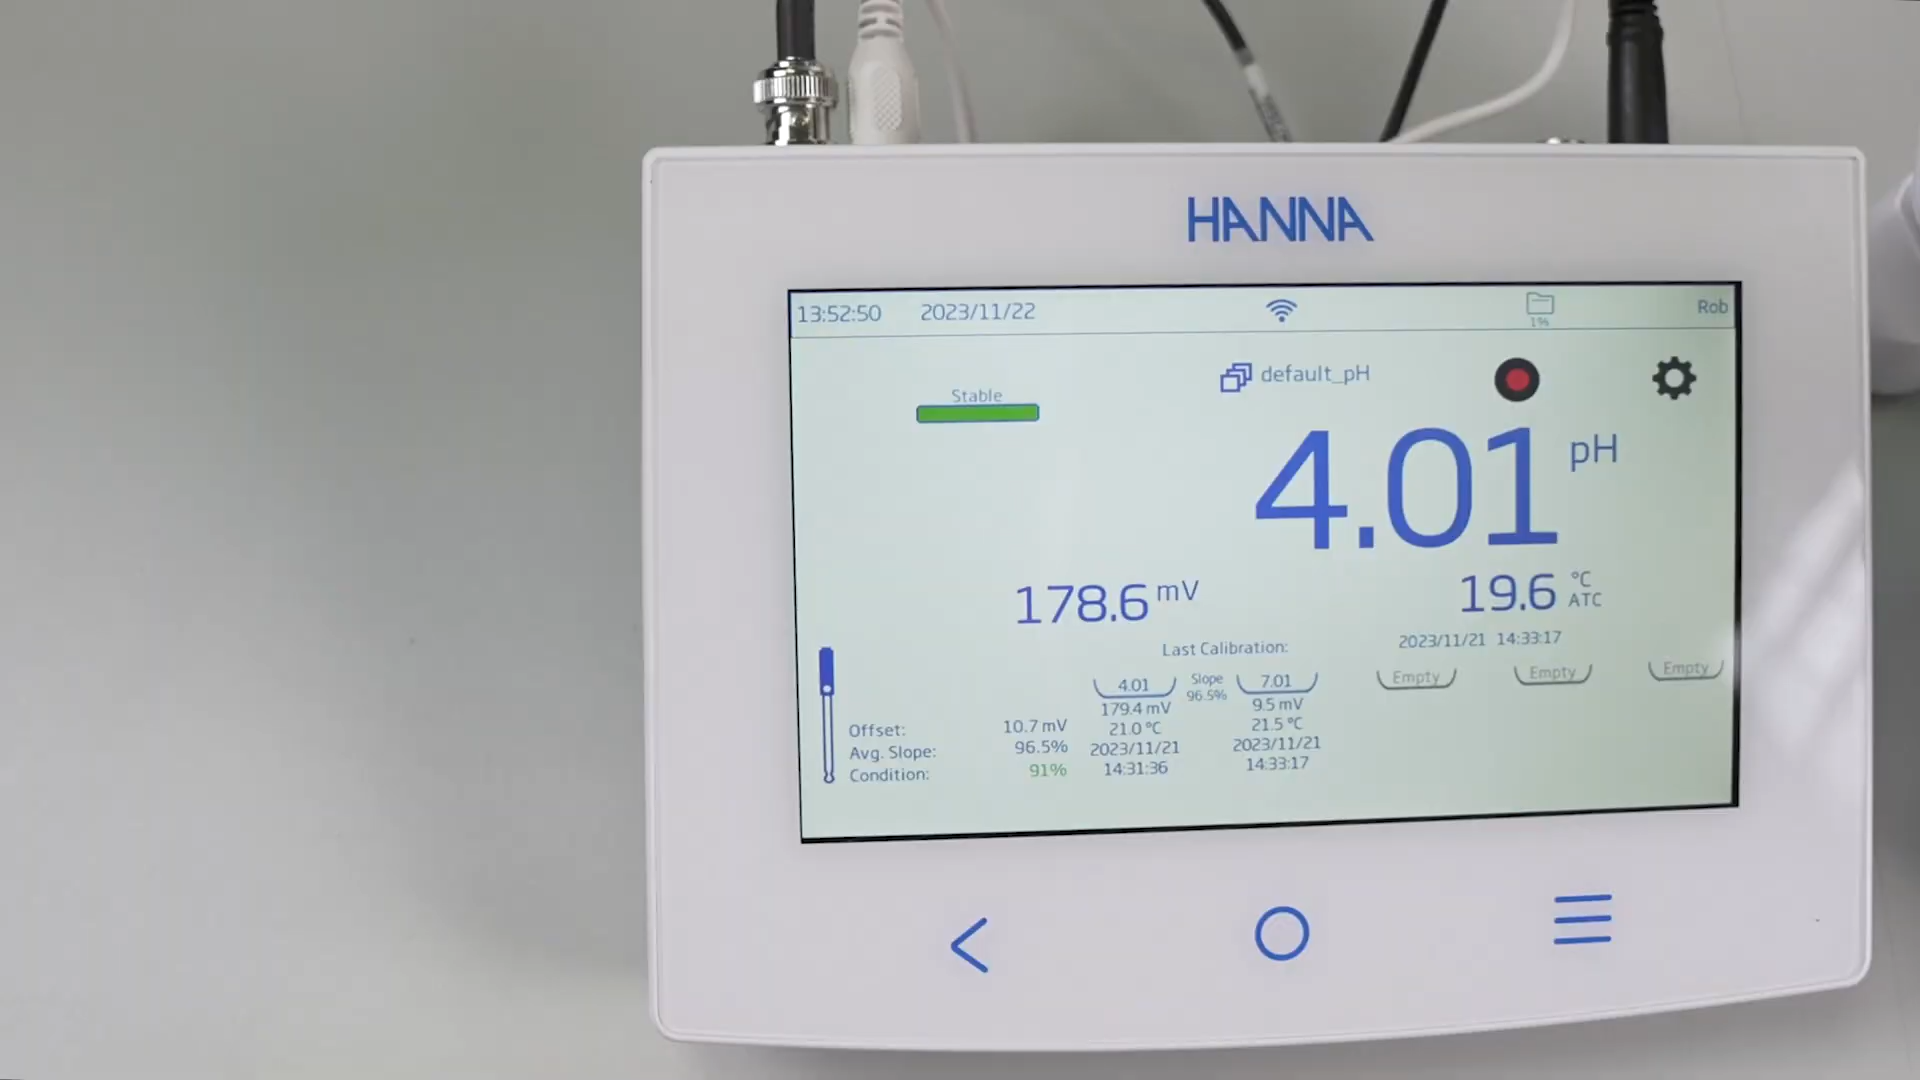 HANNA
13:52:50 2023/11/22 1% Rob
default_pH
Stable
4.01 pH
178.6 mV 19.6 °C ATC
Last Calibration: 2023/11/21 14:33:17
4.01 Slope 7.01 Empty Empty Empty
179.4 mV 96.5% 9.5 mV
Offset: 10.7 mV 21.0 °C 21.5 °C
Avg. Slope: 96.5% 2023/11/21 2023/11/21
Condition: 91% 14:31:36 14:33:17